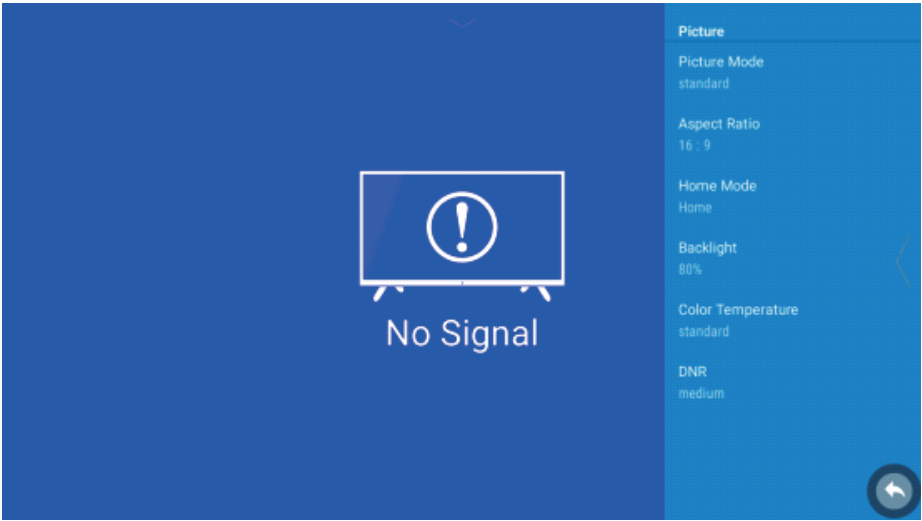 Picture
Picture Mode
standard
Aspect Ratio
16 : 9
Home Mode
Home
Backlight
80%
Color Temperature
standard
DNR
medium
No Signal